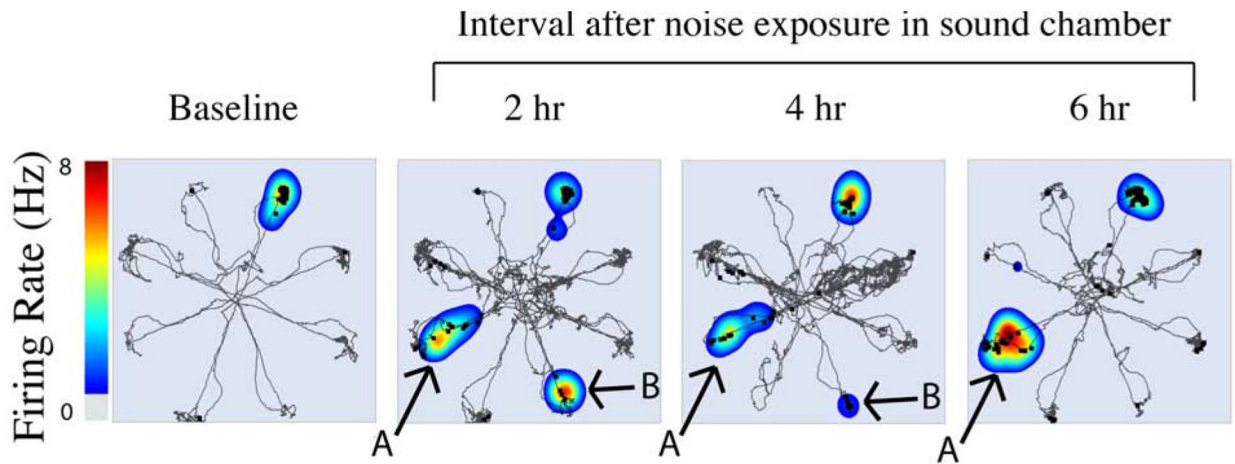 Interval after noise exposure in sound chamber
Baseline
2 hr
4 hr
6 hr
Firing Rate (Hz)
8
0
A
B
A
B
A